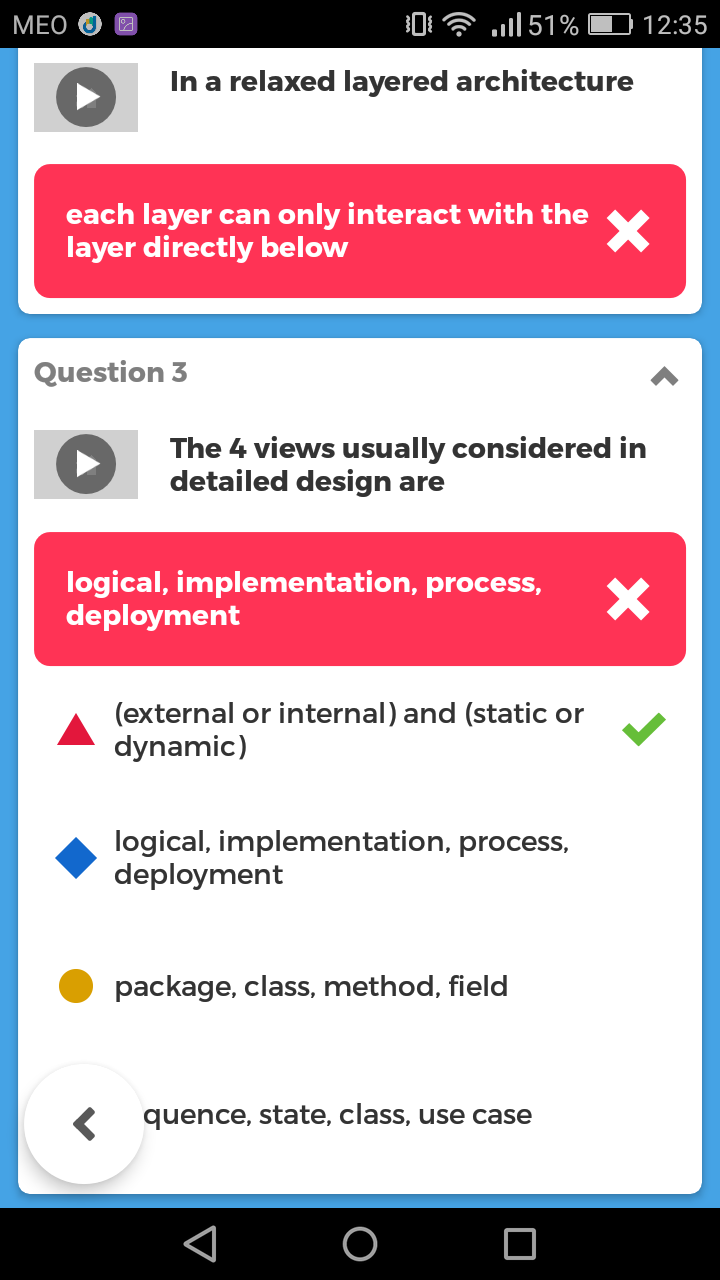 MEO 51% 12:35
In a relaxed layered architecture
each layer can only interact with the
layer directly below
Question 3
The 4 views usually considered in
detailed design are
logical, implementation, process,
deployment
(external or internal) and (static or
dynamic)
logical, implementation, process,
deployment
package, class, method, field
quence, state, class, use case